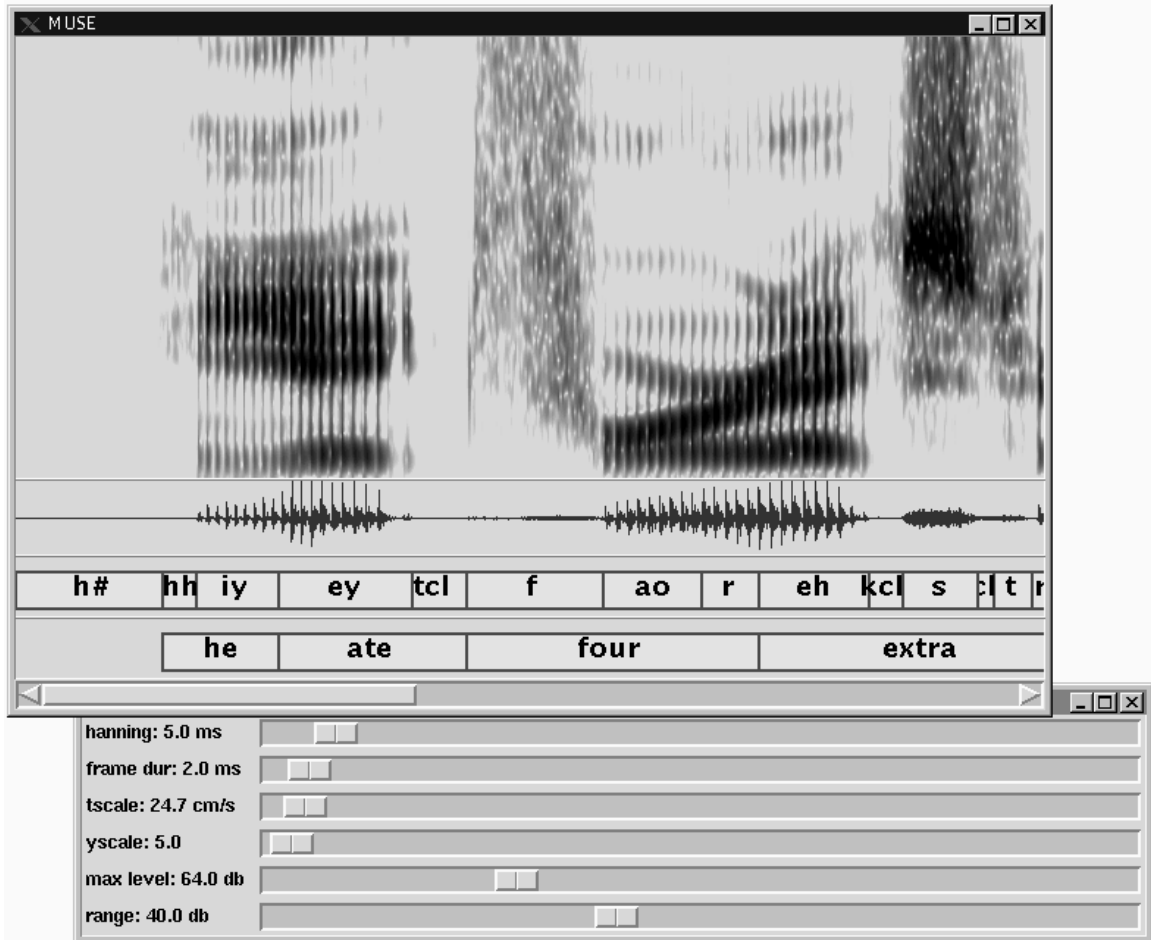 MUSE
h# hh iy ey tcl f ao r eh kcl s t
he ate four extra
hanning: 5.0 ms
frame dur: 2.0 ms
tscale: 24.7 cm/s
yscale: 5.0
max level: 64.0 db
range: 40.0 db